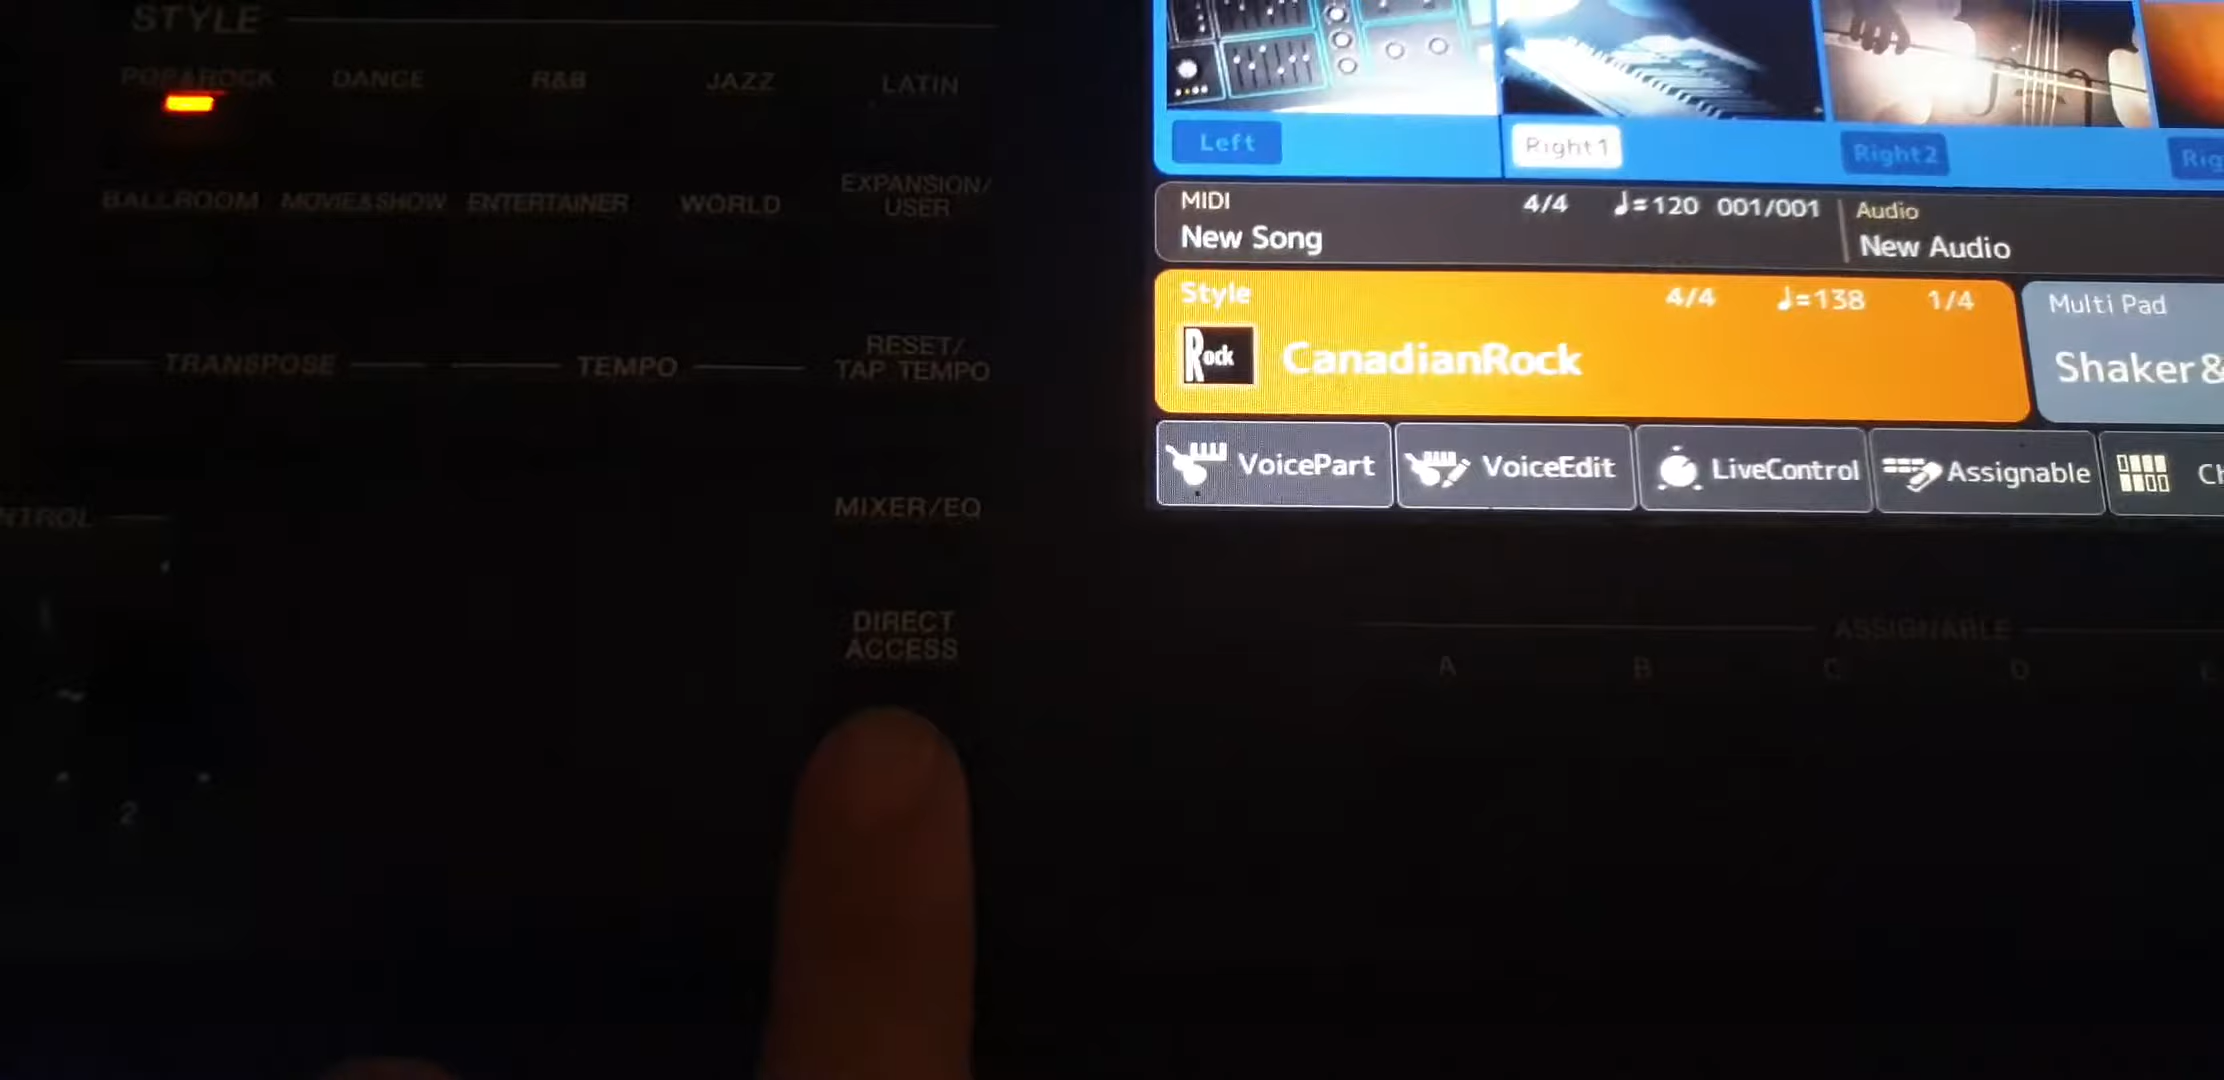 STYLE
POP&ROCK DANCE R&B JAZZ LATIN
BALLROOM MOVIE&SHOW ENTERTAINER WORLD EXPANSION/
USER
TRANSPOSE TEMPO RESET/
TAP TEMPO
MIXER/EQ
DIRECT
ACCESS
2
Left Right1 Right2
MIDI 4/4 ♩=120 001/001 Audio
New Song New Audio
Style 4/4 ♩=138 1/4 Multi Pad
Rock CanadianRock Shaker&
VoicePart VoiceEdit LiveControl Assignable
ASSIGNABLE
A B C D